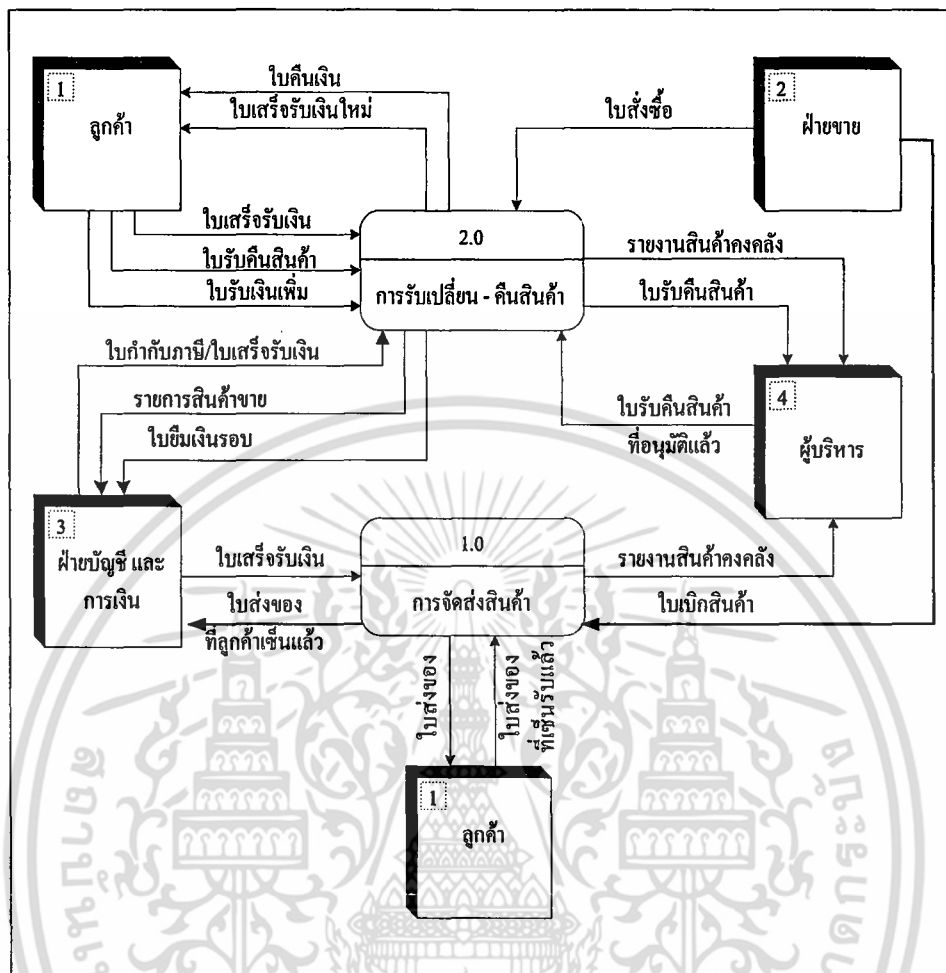 1
ลูกค้า
ใบคืนเงิน
ใบเสร็จรับเงินใหม่
ใบสั่งซื้อ
2
ฝ่ายขาย
ใบเสร็จรับเงิน
ใบรับคืนสินค้า
ใบรับเงินเพิ่ม
2.0
การรับเปลี่ยน - คืนสินค้า
รายงานสินค้าคงคลัง
ใบรับคืนสินค้า
ใบกำกับภาษี/ใบเสร็จรับเงิน
รายการสินค้าขาย
ใบยืมเงินรอบ
ใบรับคืนสินค้า
ที่อนุมัติแล้ว
4
ผู้บริหาร
3
ฝ่ายบัญชี และ
การเงิน
ใบเสร็จรับเงิน
ใบส่งของ
ที่ลูกค้าเซ็นแล้ว
1.0
การจัดส่งสินค้า
รายงานสินค้าคงคลัง
ใบเบิกสินค้า
ใบส่งของ
ใบส่งของ
ที่เซ็นรับแล้ว
1
ลูกค้า